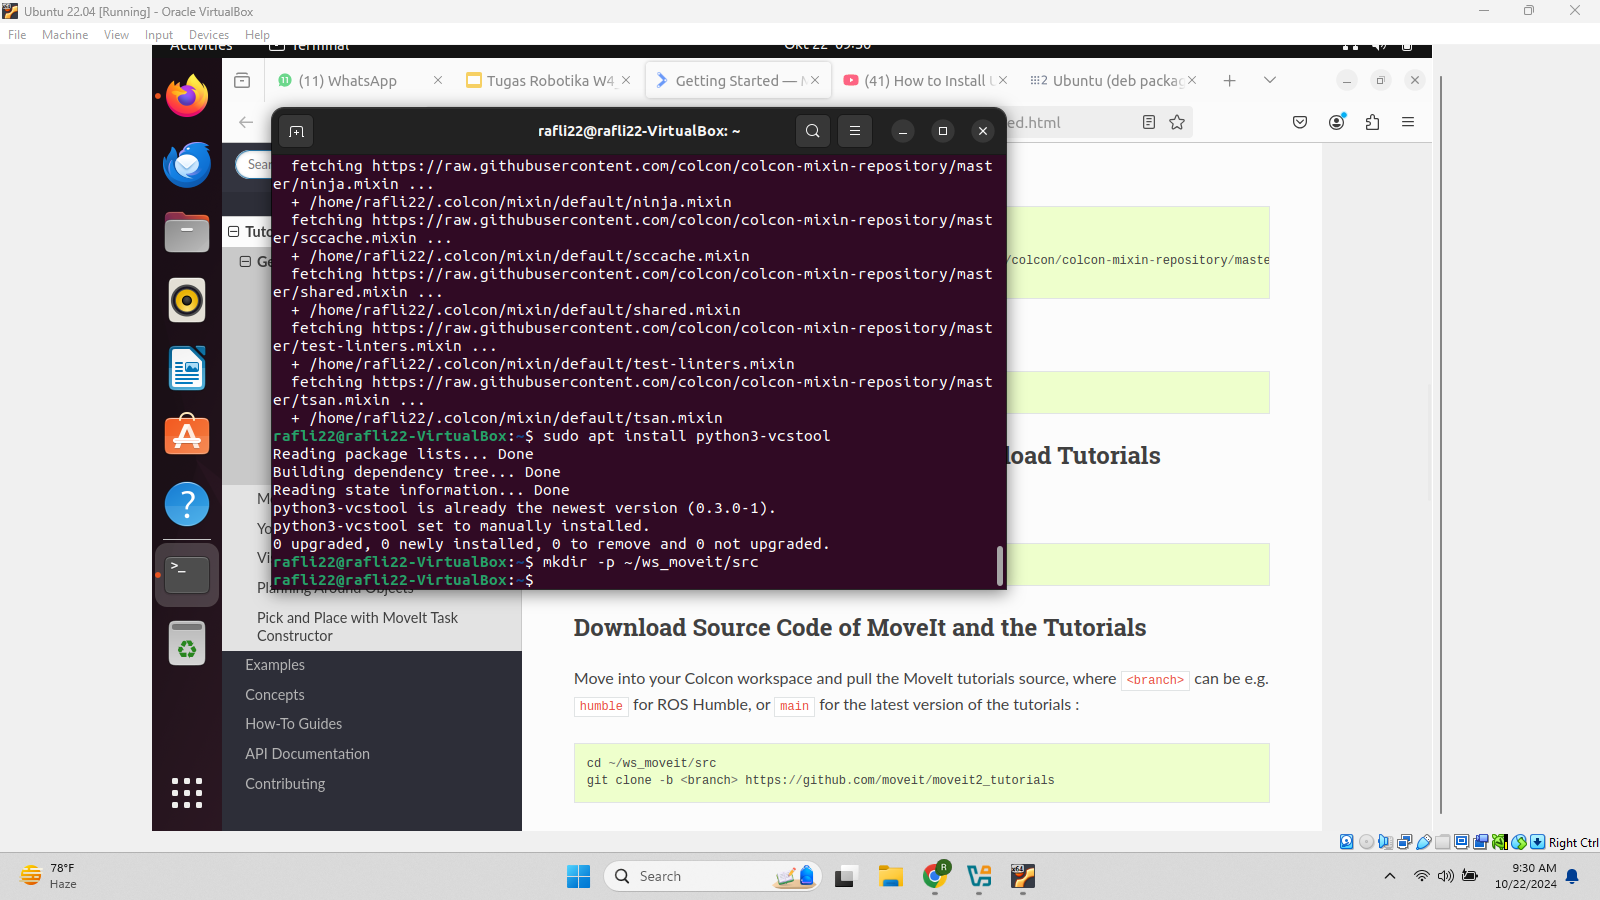 Ubuntu 22.04 [Running] - Oracle VirtualBox
File Machine View Input Devices Help
Activities Terminal
(11) WhatsApp
Tugas Robotika W4
Getting Started —
(41) How to Install
Ubuntu (deb packag
rafli22@rafli22-VirtualBox: ~
ed.html
fetching https://raw.githubusercontent.com/colcon/colcon-mixin-repository/mast
er/ninja.mixin ...
+ /home/rafli22/.colcon/mixin/default/ninja.mixin
fetching https://raw.githubusercontent.com/colcon/colcon-mixin-repository/mast
er/sccache.mixin ...
+ /home/rafli22/.colcon/mixin/default/sccache.mixin
fetching https://raw.githubusercontent.com/colcon/colcon-mixin-repository/mast
er/shared.mixin ...
+ /home/rafli22/.colcon/mixin/default/shared.mixin
fetching https://raw.githubusercontent.com/colcon/colcon-mixin-repository/mast
er/test-linters.mixin ...
+ /home/rafli22/.colcon/mixin/default/test-linters.mixin
fetching https://raw.githubusercontent.com/colcon/colcon-mixin-repository/mast
er/tsan.mixin ...
+ /home/rafli22/.colcon/mixin/default/tsan.mixin
rafli22@rafli22-VirtualBox:~$ sudo apt install python3-vcstool
Reading package lists... Done
Building dependency tree... Done
Reading state information... Done
python3-vcstool is already the newest version (0.3.0-1).
python3-vcstool set to manually installed.
0 upgraded, 0 newly installed, 0 to remove and 0 not upgraded.
rafli22@rafli22-VirtualBox:~$ mkdir -p ~/ws_moveit/src
rafli22@rafli22-VirtualBox:~$
Sea
Tuto
Ge
M
Yo
Vi
Planning Around Objects
Pick and Place with MoveIt Task
Constructor
Examples
Concepts
How-To Guides
API Documentation
Contributing
/colcon/colcon-mixin-repository/maste
load Tutorials
Download Source Code of MoveIt and the Tutorials
Move into your Colcon workspace and pull the MoveIt tutorials source, where <branch> can be e.g.
humble for ROS Humble, or main for the latest version of the tutorials :
cd ~/ws_moveit/src
git clone -b <branch> https://github.com/moveit/moveit2_tutorials
Right Ctrl
78°F
Haze
Search
R
x64
9:30 AM
10/22/2024